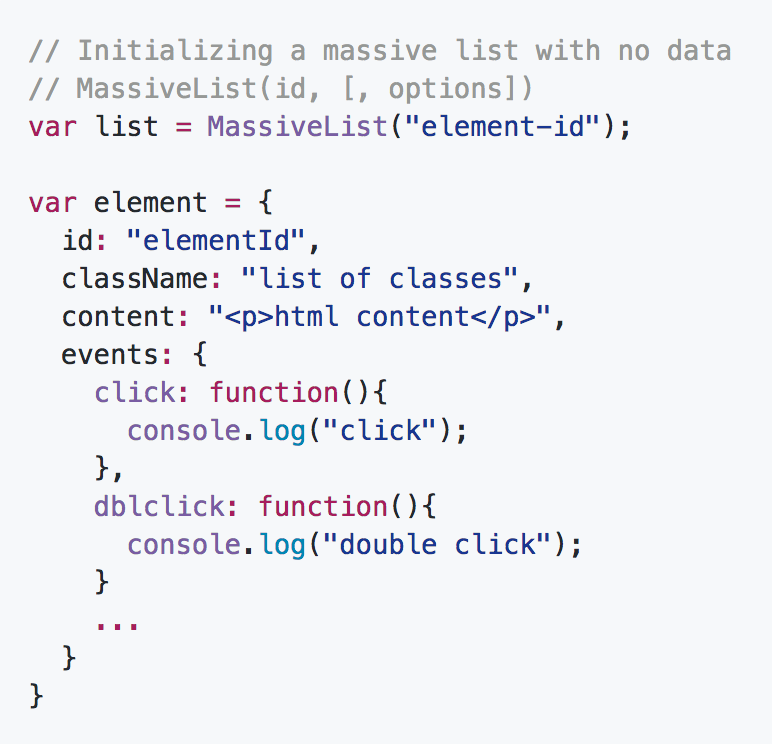 // Initializing a massive list with no data
// MassiveList(id, [, options])
var list = MassiveList("element-id");

var element = {
  id: "elementId",
  className: "list of classes",
  content: "<p>html content</p>",
  events: {
    click: function(){
      console.log("click");
    },
    dblclick: function(){
      console.log("double click");
    }
    ...
  }
}